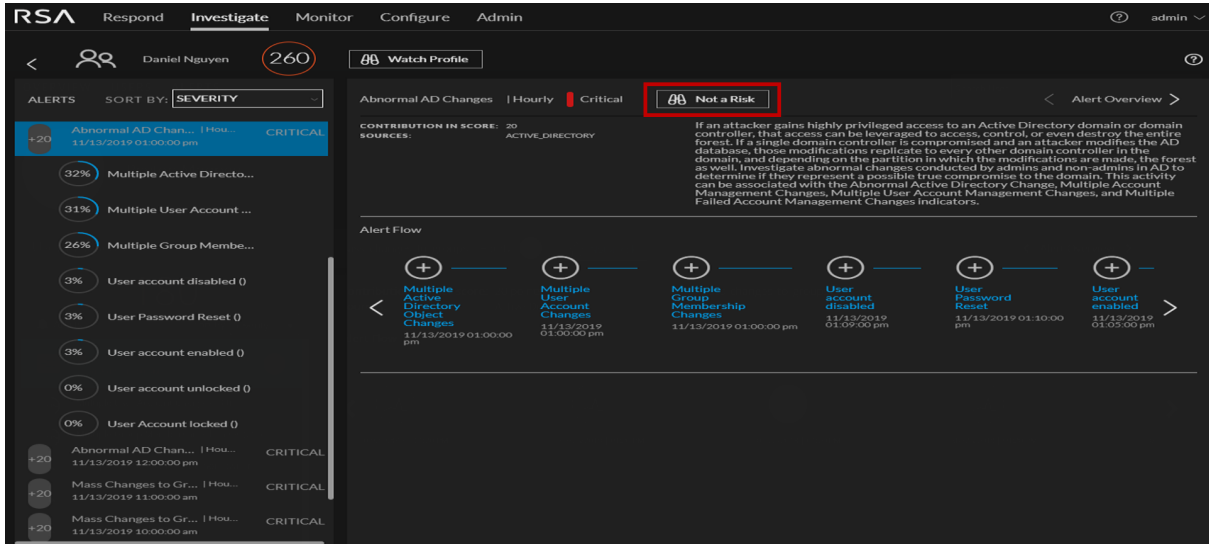 RSA Respond Investigate Monitor Configure Admin admin
Daniel Nguyen 260 Watch Profile
ALERTS SORT BY: SEVERITY
Abnormal AD Chan... | Hou... CRITICAL
+20
11/13/2019 01:00:00 pm
32% Multiple Active Directo...
31% Multiple User Account ...
26% Multiple Group Membe...
3% User account disabled ()
3% User Password Reset ()
3% User account enabled ()
0% User account unlocked ()
0% User Account locked ()
Abnormal AD Chan... | Hou... CRITICAL
+20
11/13/2019 12:00:00 pm
Mass Changes to Gr... | Hou... CRITICAL
+20
11/13/2019 11:00:00 am
Mass Changes to Gr... | Hou... CRITICAL
+20
11/13/2019 10:00:00 am
Abnormal AD Changes | Hourly Critical Not a Risk Alert Overview
CONTRIBUTION IN SCORE: 20
SOURCES: ACTIVE_DIRECTORY
If an attacker gains highly privileged access to an Active Directory domain or domain
controller, that access can be leveraged to access, control, or even destroy the entire
forest. If a single domain controller is compromised and an attacker modifies the AD
database, those modifications replicate to every other domain controller in the
domain, and depending on the partition in which the modifications are made, the forest
as well. Investigate abnormal changes conducted by admins and non-admins in AD to
determine if they represent a possible true compromise to the domain. This activity
can be associated with the Abnormal Active Directory Change, Multiple Account
Management Changes, Multiple User Account Management Changes, and Multiple
Failed Account Management Changes indicators.
Alert Flow
Multiple
Active
Directory
Object
Changes
11/13/2019 01:00:00
pm
Multiple
User
Account
Changes
11/13/2019
01:00:00 pm
Multiple
Group
Membership
Changes
11/13/2019 01:00:00 pm
User
account
disabled
11/13/2019
01:09:00 pm
User
Password
Reset
11/13/2019 01:10:00
pm
User
account
enabled
11/13/2019
01:05:00 pm